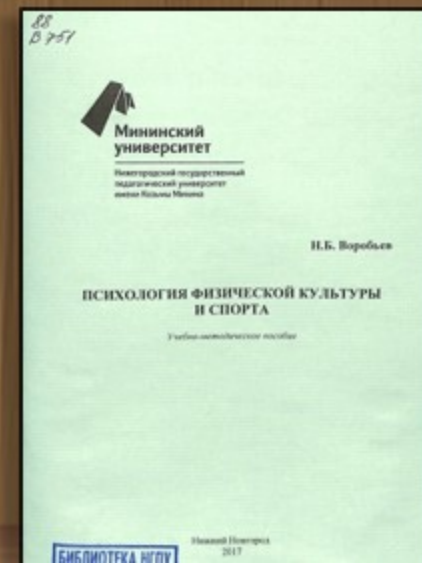 88
В 751
Мининский
университет
Нижегородский государственный
педагогический университет
имени Козьмы Минина
Н.Б. Воробьев
ПСИХОЛОГИЯ ФИЗИЧЕСКОЙ КУЛЬТУРЫ
И СПОРТА
Учебно-методическое пособие
Нижний Новгород
2017
БИБЛИОТЕКА НГПУ